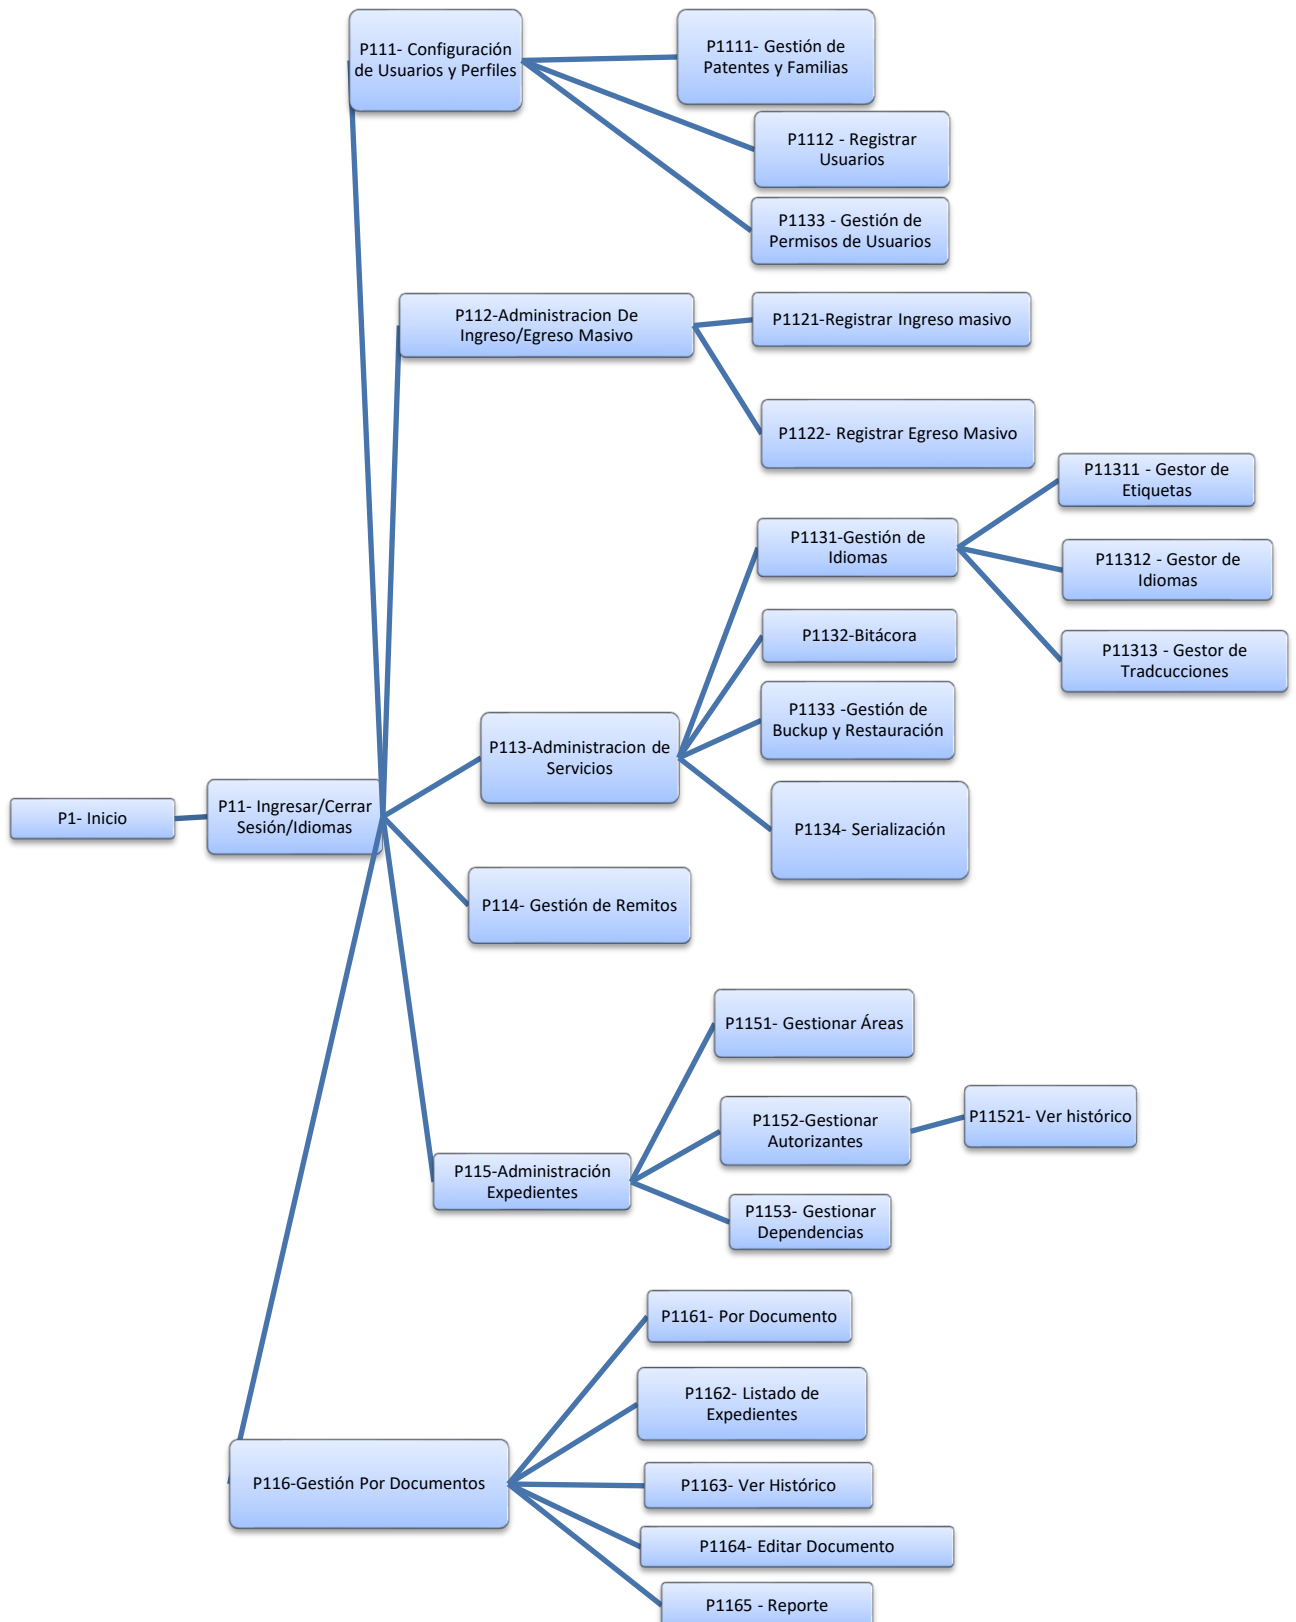 P111- Configuración
de Usuarios y Perfiles
P1111- Gestión de
Patentes y Familias
P1112 - Registrar
Usuarios
P1133 - Gestión de
Permisos de Usuarios
P112-Administracion De
Ingreso/Egreso Masivo
P1121-Registrar Ingreso masivo
P1122- Registrar Egreso Masivo
P11311 - Gestor de
Etiquetas
P1131-Gestión de
Idiomas
P11312 - Gestor de
Idiomas
P1132-Bitácora
P11313 - Gestor de
Tradcucciones
P1133 -Gestión de
Buckup y Restauración
P113-Administracion de
Servicios
P1134- Serialización
P1- Inicio
P11- Ingresar/Cerrar
Sesión/Idiomas
P114- Gestión de Remitos
P1151- Gestionar Áreas
P1152-Gestionar
Autorizantes
P11521- Ver histórico
P115-Administración
Expedientes
P1153- Gestionar
Dependencias
P1161- Por Documento
P1162- Listado de
Expedientes
P116-Gestión Por Documentos
P1163- Ver Histórico
P1164- Editar Documento
P1165 - Reporte